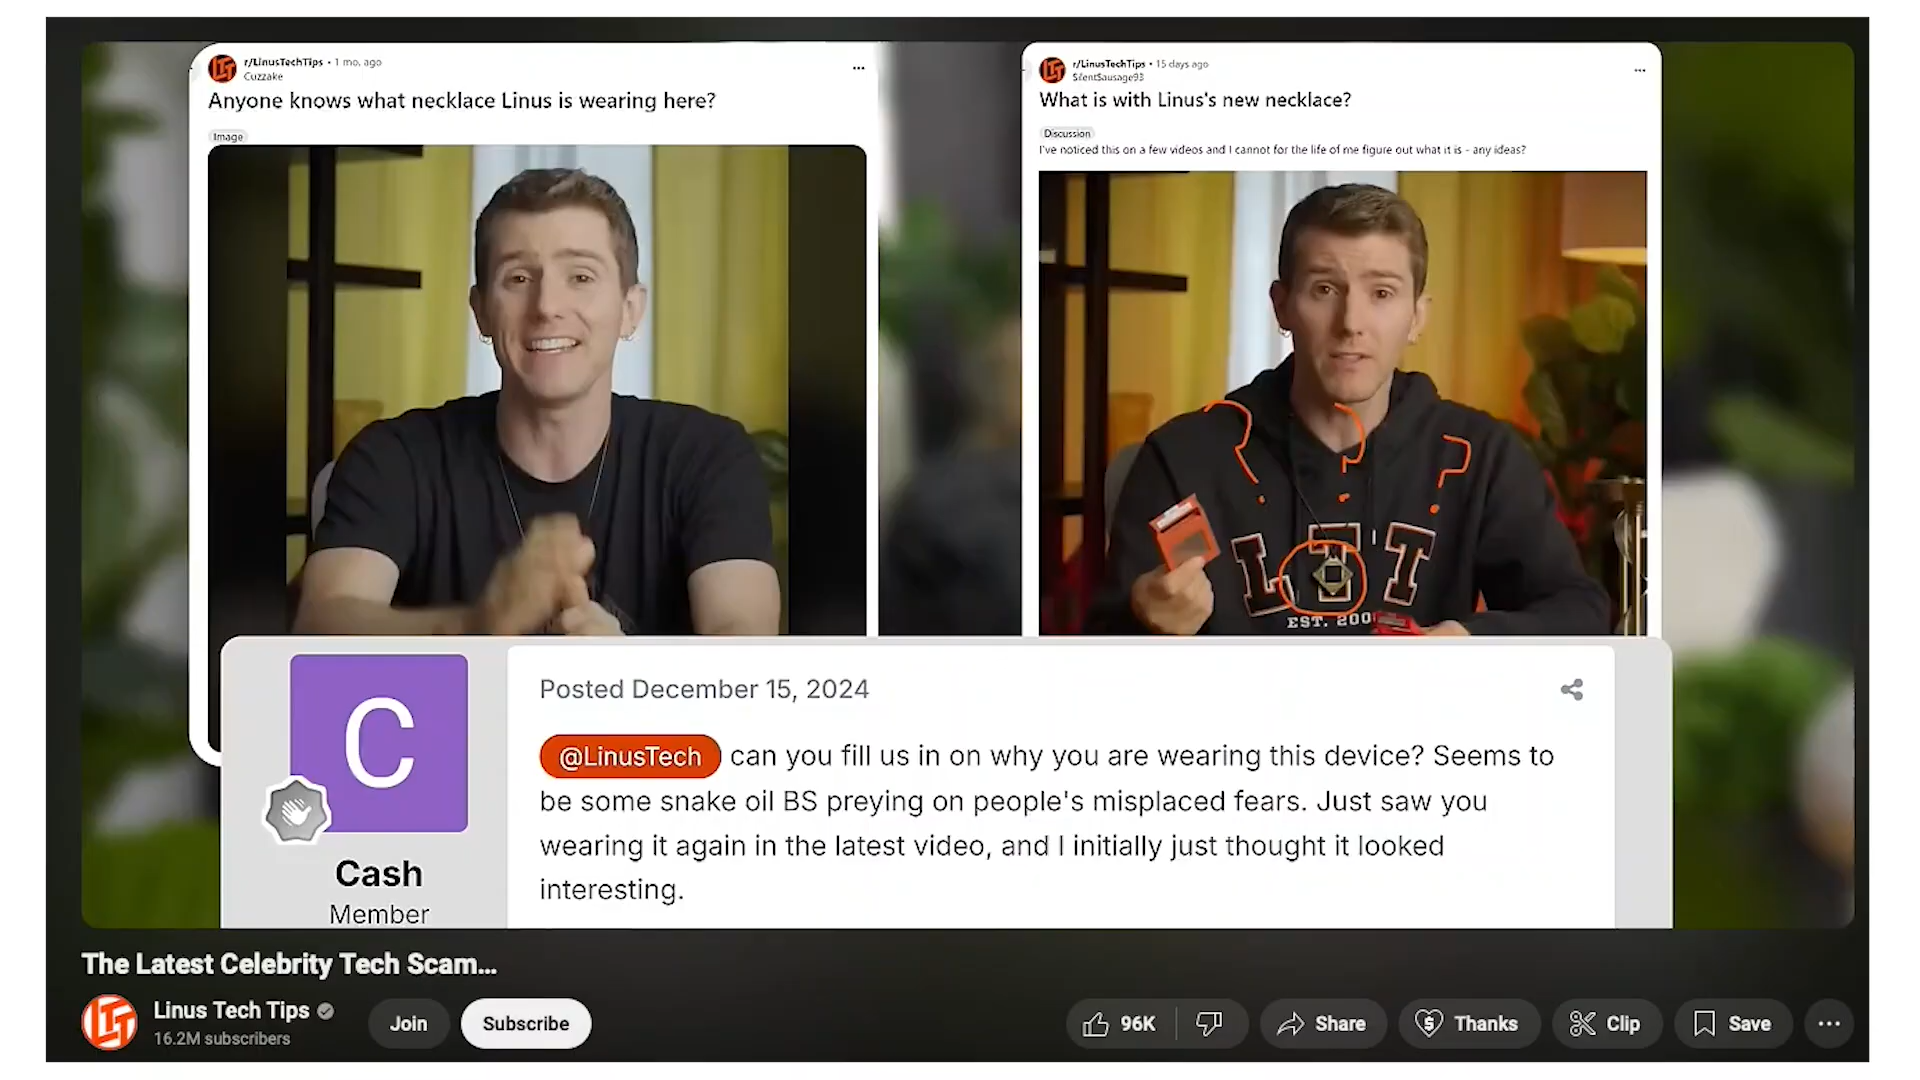 r/LinusTechTips • 1 mo. ago
Cuzzake
Anyone knows what necklace Linus is wearing here?
Image
r/LinusTechTips • 15 days ago
SilentSausage93
What is with Linus's new necklace?
Discussion
I've noticed this on a few videos and I cannot for the life of me figure out what it is - any ideas?
? ? ?
LTT
EST. 200
C
Cash
Member
Posted December 15, 2024
@LinusTech can you fill us in on why you are wearing this device? Seems to
be some snake oil BS preying on people's misplaced fears. Just saw you
wearing it again in the latest video, and I initially just thought it looked
interesting.
The Latest Celebrity Tech Scam...
LTT
Linus Tech Tips
16.2M subscribers
Join
Subscribe
96K
Share
Thanks
Clip
Save